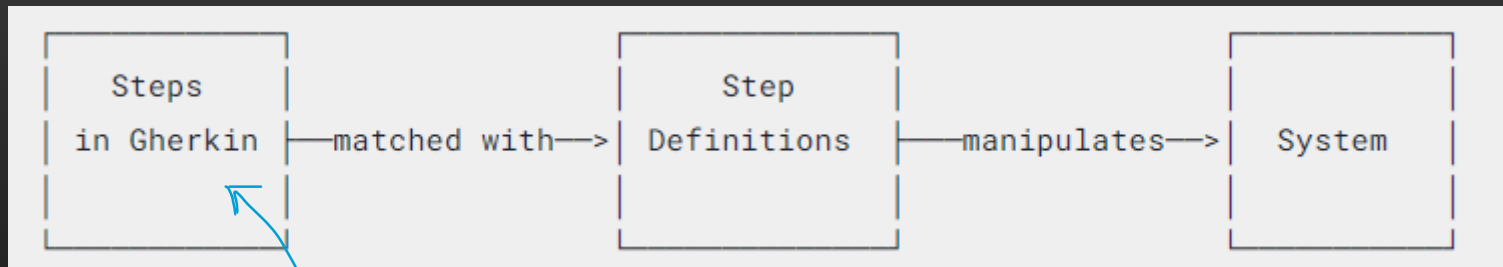 Steps
in Gherkin
matched with
Step
Definitions
manipulates
System